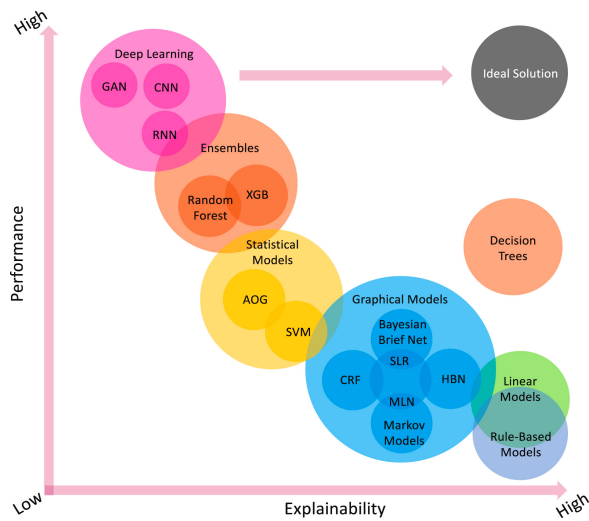 High
Deep Learning
GAN
CNN
RNN
Ideal Solution
Ensembles
Random
Forest
XGB
Statistical
Models
AOG
SVM
Decision
Trees
Graphical Models
Bayesian
Brief Net
SLR
CRF
HBN
MLN
Markov
Models
Linear
Models
Rule-Based
Models
Performance
Low
Explainability
High